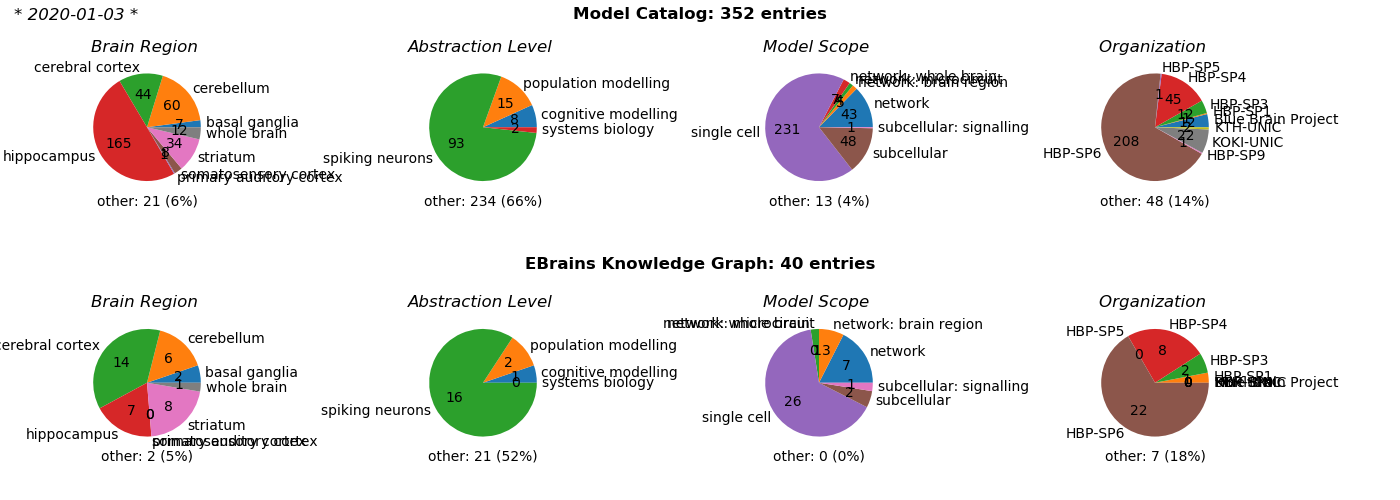 * 2020-01-03 *
Model Catalog: 352 entries
Brain Region
cerebral cortex
44
60
cerebellum
7
basal ganglia
12
whole brain
165
34
hippocampus
striatum
somatosensory cortex
primary auditory cortex
other: 21 (6%)
Abstraction Level
15
population modelling
8
cognitive modelling
2
systems biology
93
spiking neurons
other: 234 (66%)
Model Scope
network: whole brain
network: brain region
7
43
network
231
single cell
1
subcellular: signalling
48
subcellular
other: 13 (4%)
Organization
HBP-SP5
HBP-SP4
1
45
HBP-SP3
12
HBP-SP1
Blue Brain Project
KTH-UNIC
22
KOKI-UNIC
1
HBP-SP9
208
HBP-SP6
other: 48 (14%)
EBrains Knowledge Graph: 40 entries
Brain Region
cerebellum
cerebral cortex
14
6
2
basal ganglia
1
whole brain
7
0
8
striatum
hippocampus
other: 2 (5%)
Abstraction Level
population modelling
2
1
cognitive modelling
0
systems biology
16
spiking neurons
other: 21 (52%)
Model Scope
network: brain region
0
1
3
7
network
1
subcellular: signalling
2
subcellular
26
single cell
other: 0 (0%)
Organization
HBP-SP5
HBP-SP4
0
8
HBP-SP3
2
HBP-SP1
22
HBP-SP6
other: 7 (18%)